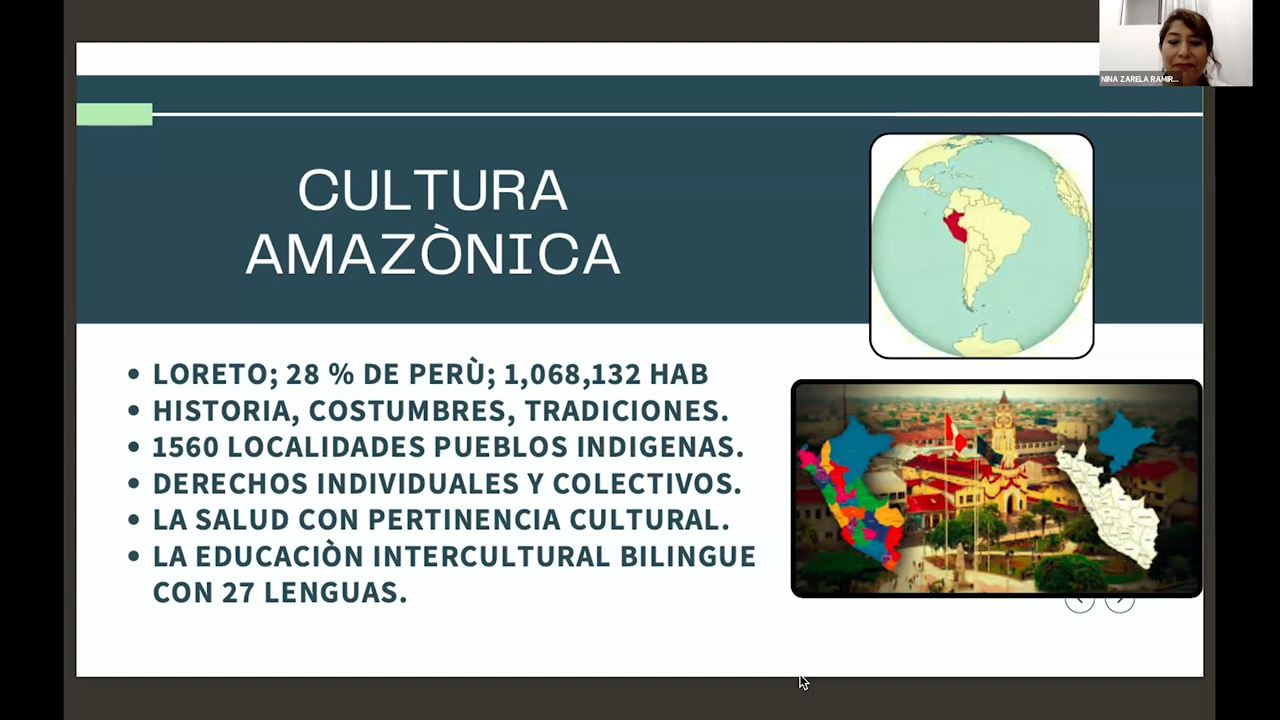 NINA ZARELA RAMIR...
CULTURA
AMAZÒNICA
• LORETO; 28 % DE PERÙ; 1,068,132 HAB
• HISTORIA, COSTUMBRES, TRADICIONES.
• 1560 LOCALIDADES PUEBLOS INDIGENAS.
• DERECHOS INDIVIDUALES Y COLECTIVOS.
• LA SALUD CON PERTINENCIA CULTURAL.
• LA EDUCACIÒN INTERCULTURAL BILINGUE
CON 27 LENGUAS.